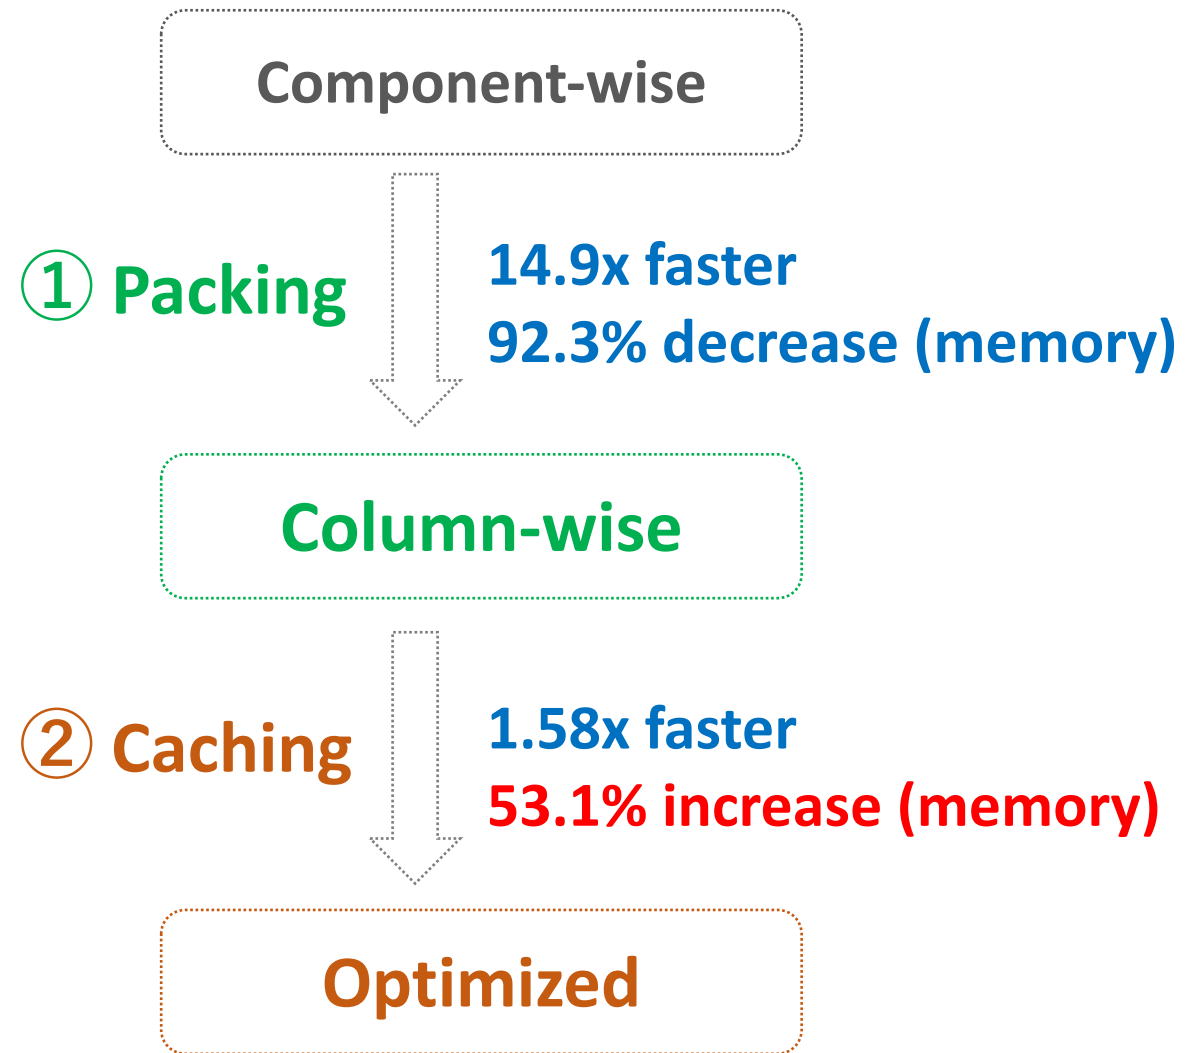 Component-wise
① Packing
14.9x faster
92.3% decrease (memory)
Column-wise
② Caching
1.58x faster
53.1% increase (memory)
Optimized